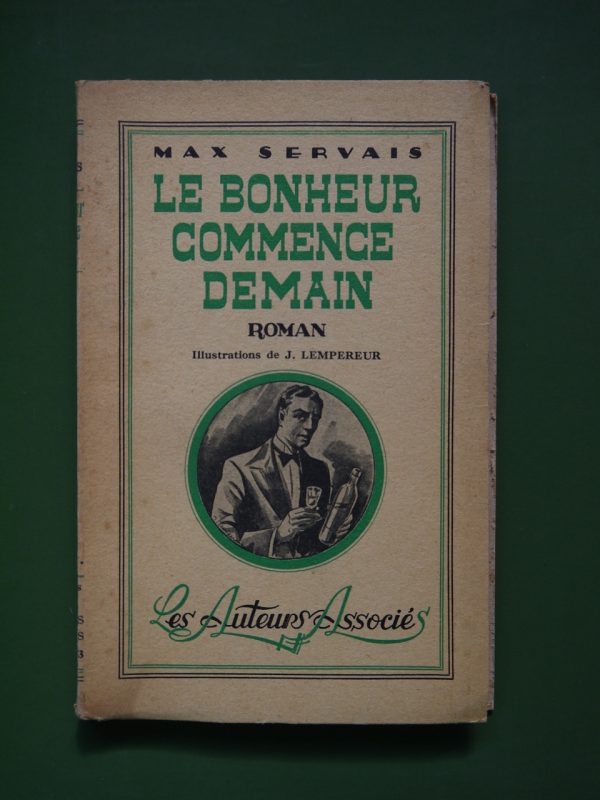 MAX SERVAIS
LE BONHEUR
COMMENCE
DEMAIN
ROMAN
Illustrations de J. LEMPEREUR
Les Auteurs Associés